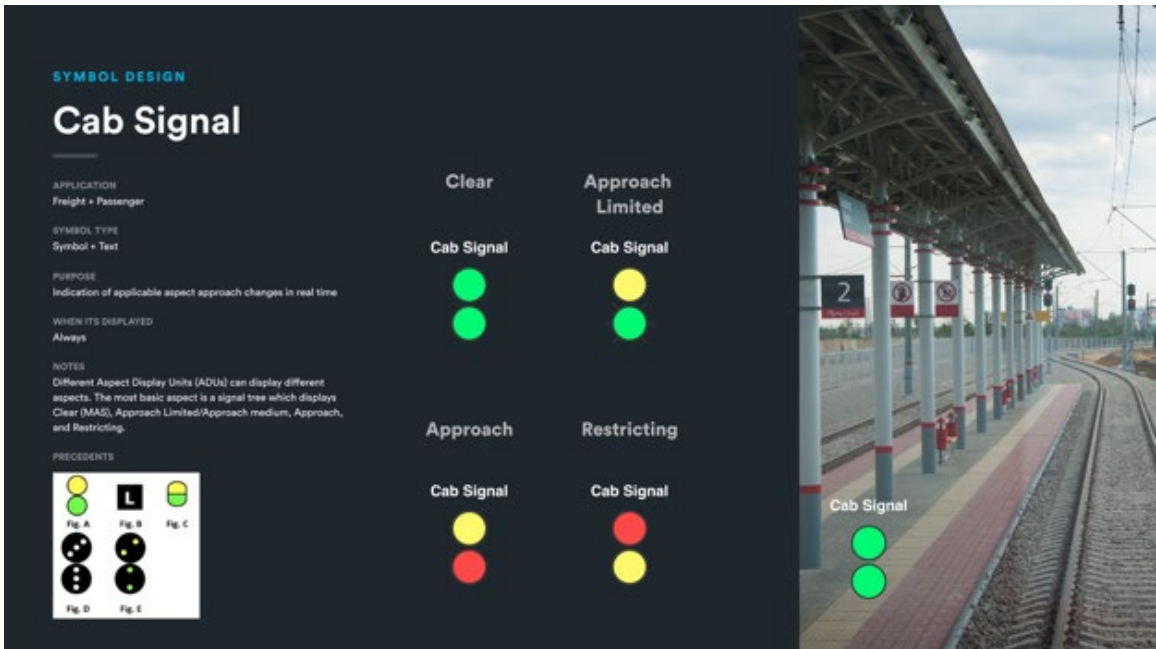 SYMBOL DESIGN
Cab Signal
APPLICATION
Freight + Passenger
SYMBOL TYPE
Symbol + Text
PURPOSE
Indication of applicable aspect approach changes in real time
WHEN ITS DISPLAYED
Always
NOTES
Different Aspect Display Units (ADUs) can display different
aspects. The most basic aspect is a signal tree which displays
Clear (MAS), Approach Limited/Approach medium, Approach,
and Restricting.
PRECEDENTS
L
Fig. A
Fig. B
Fig. C
Fig. D
Fig. E
Clear
Cab Signal
Approach
Limited
Cab Signal
Approach
Cab Signal
Restricting
Cab Signal
2
Cab Signal